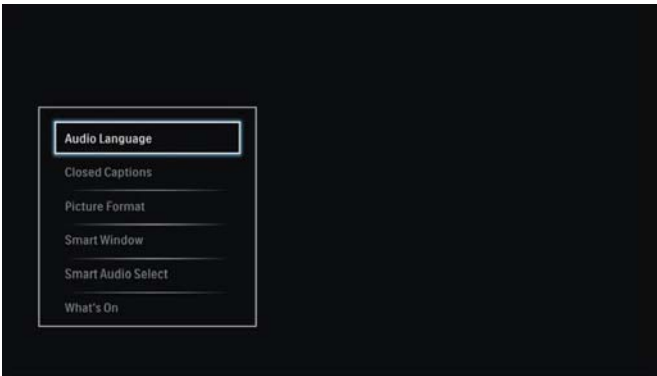 Audio Language
Closed Captions
Picture Format
Smart Window
Smart Audio Select
What's On